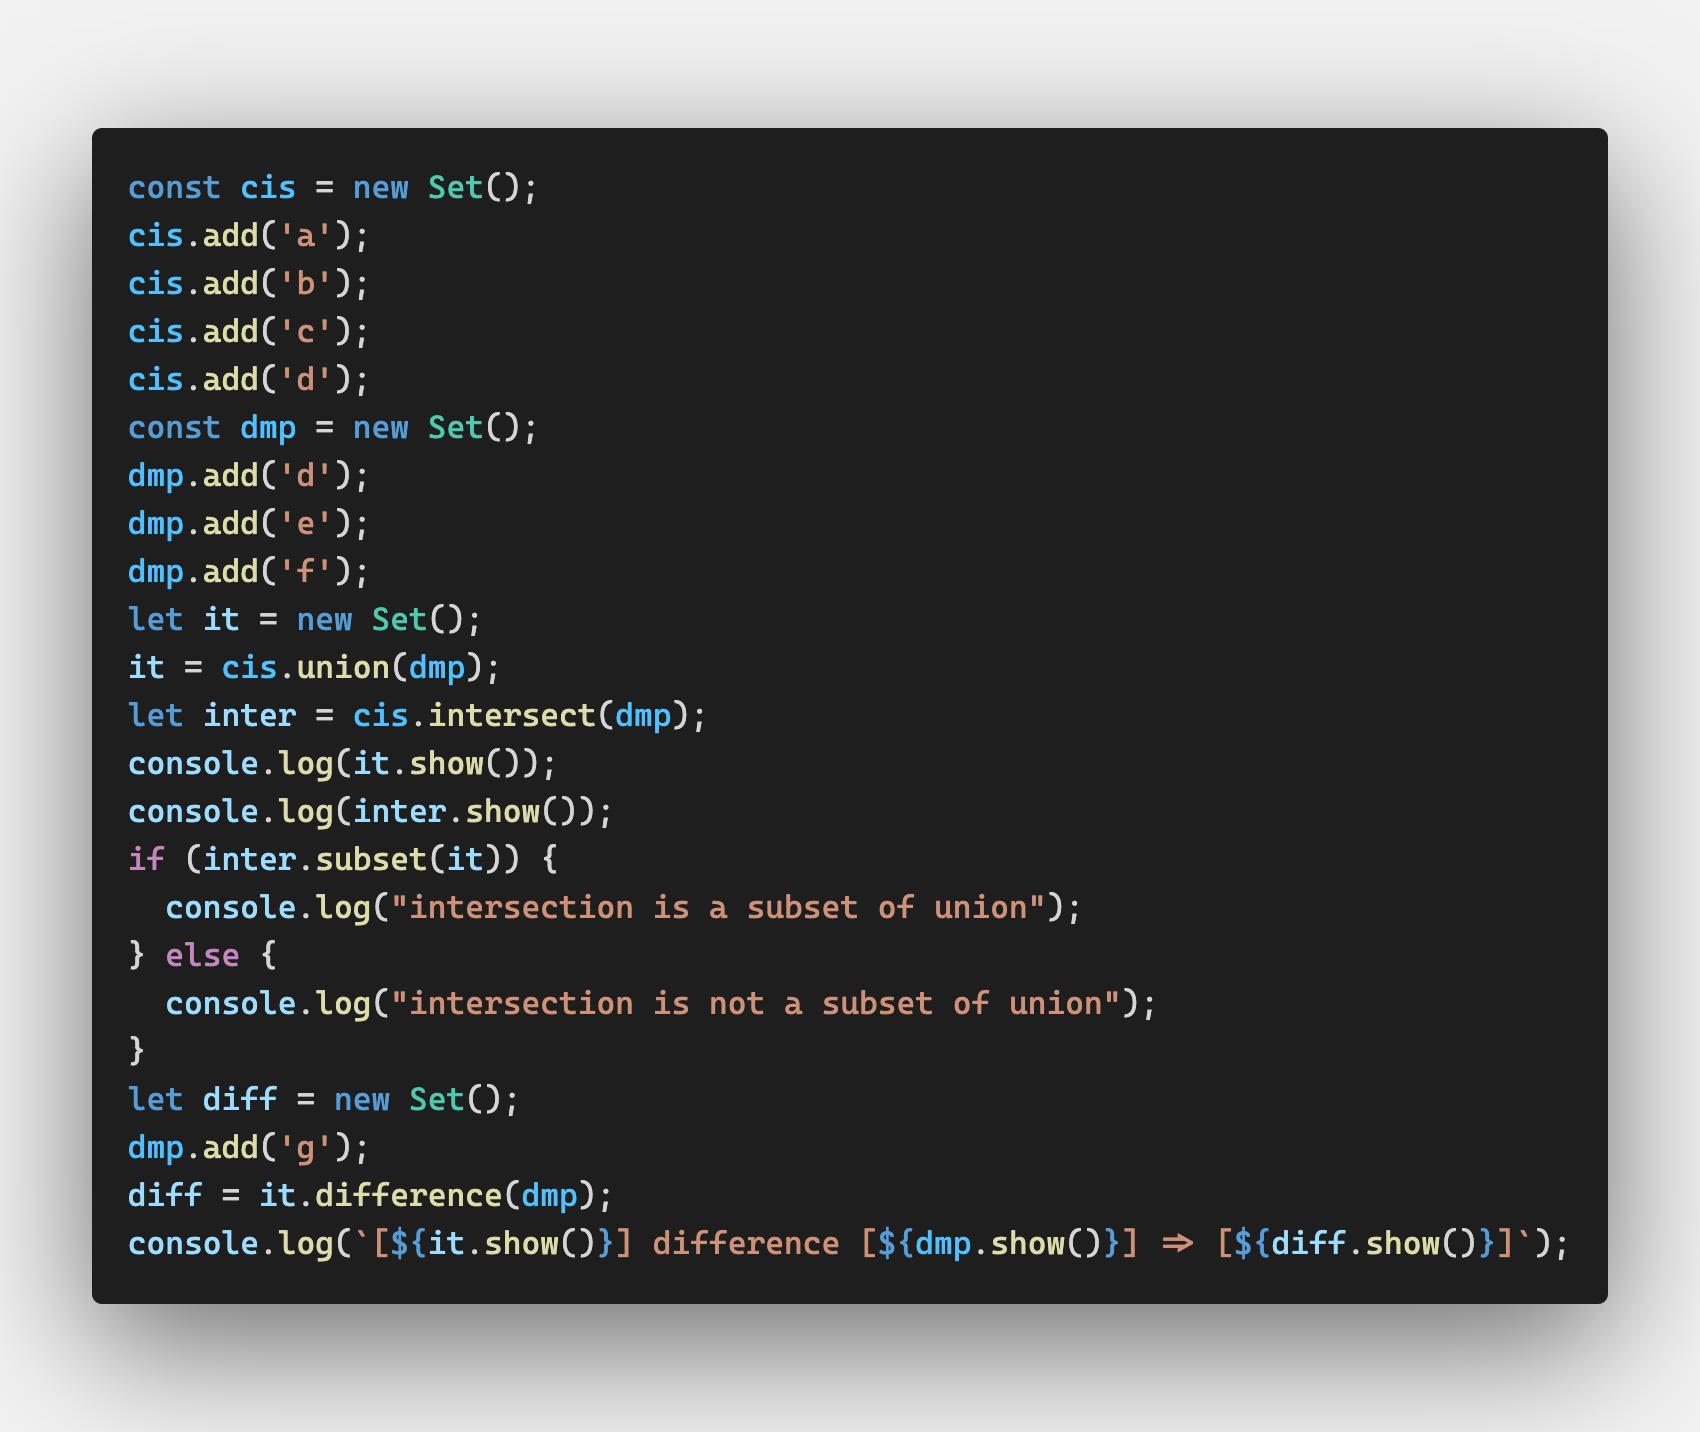 const cis = new Set();
cis.add('a');
cis.add('b');
cis.add('c');
cis.add('d');
const dmp = new Set();
dmp.add('d');
dmp.add('e');
dmp.add('f');
let it = new Set();
it = cis.union(dmp);
let inter = cis.intersect(dmp);
console.log(it.show());
console.log(inter.show());
if (inter.subset(it)) {
  console.log("intersection is a subset of union");
} else {
  console.log("intersection is not a subset of union");
}
let diff = new Set();
dmp.add('g');
diff = it.difference(dmp);
console.log(`[${it.show()}] difference [${dmp.show()}] => [${diff.show()}]`);